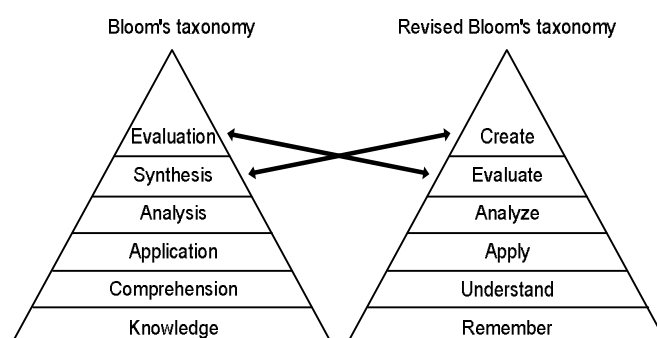 Bloom's taxonomy
Evaluation
Synthesis
Analysis
Application
Comprehension
Knowledge
Revised Bloom's taxonomy
Create
Evaluate
Analyze
Apply
Understand
Remember